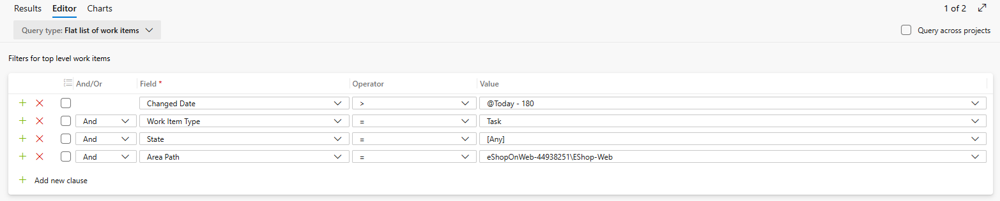 Results Editor Charts 1 of 2
Query type: Flat list of work items Query across projects
Filters for top level work items
And/Or Field * Operator Value
Changed Date > @Today - 180
And Work Item Type = Task
And State = [Any]
And Area Path = eShopOnWeb-44938251\EShop-Web
Add new clause